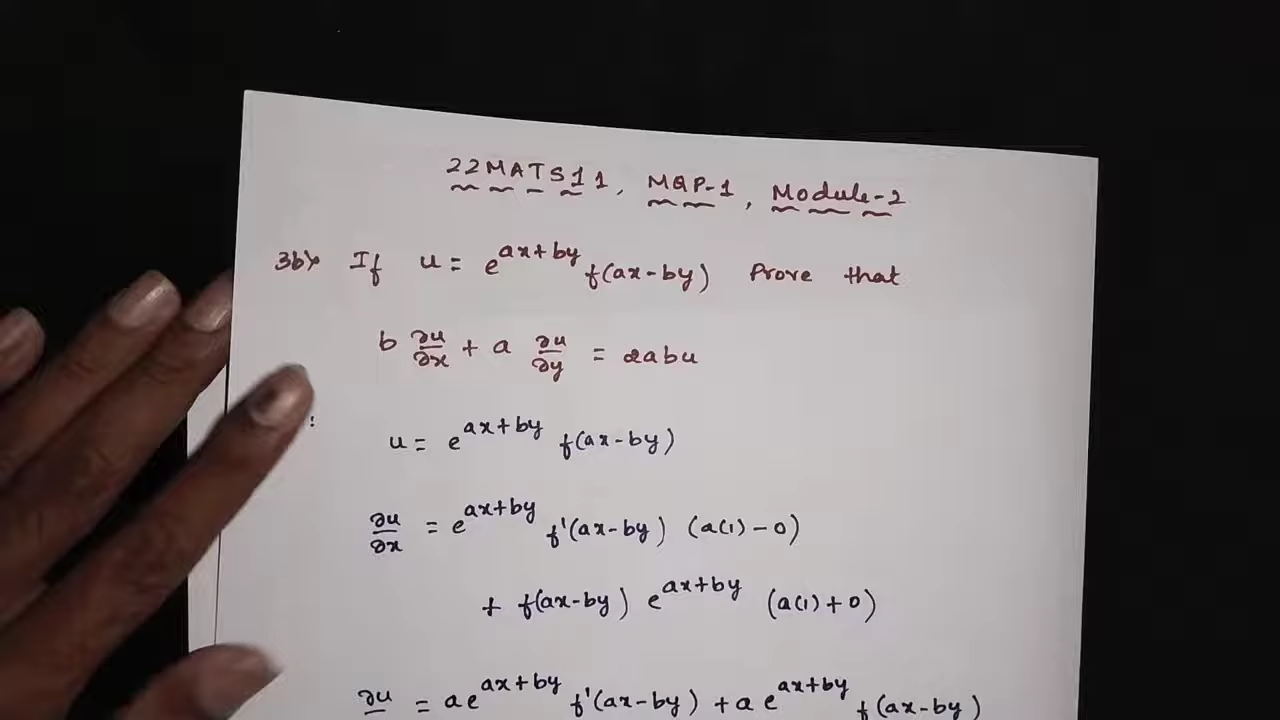 22MATS11, MQP-1, Module-2
3b) If u = e^{ax+by} f(ax-by) Prove that
b ∂u/∂x + a ∂u/∂y = 2abu
:
u = e^{ax+by} f(ax-by)
∂u/∂x = e^{ax+by} f'(ax-by) (a(1)-0)
+ f(ax-by) e^{ax+by} (a(1)+0)
∂u = a e^{ax+by} f'(ax-by) + a e^{ax+by} f(ax-by)